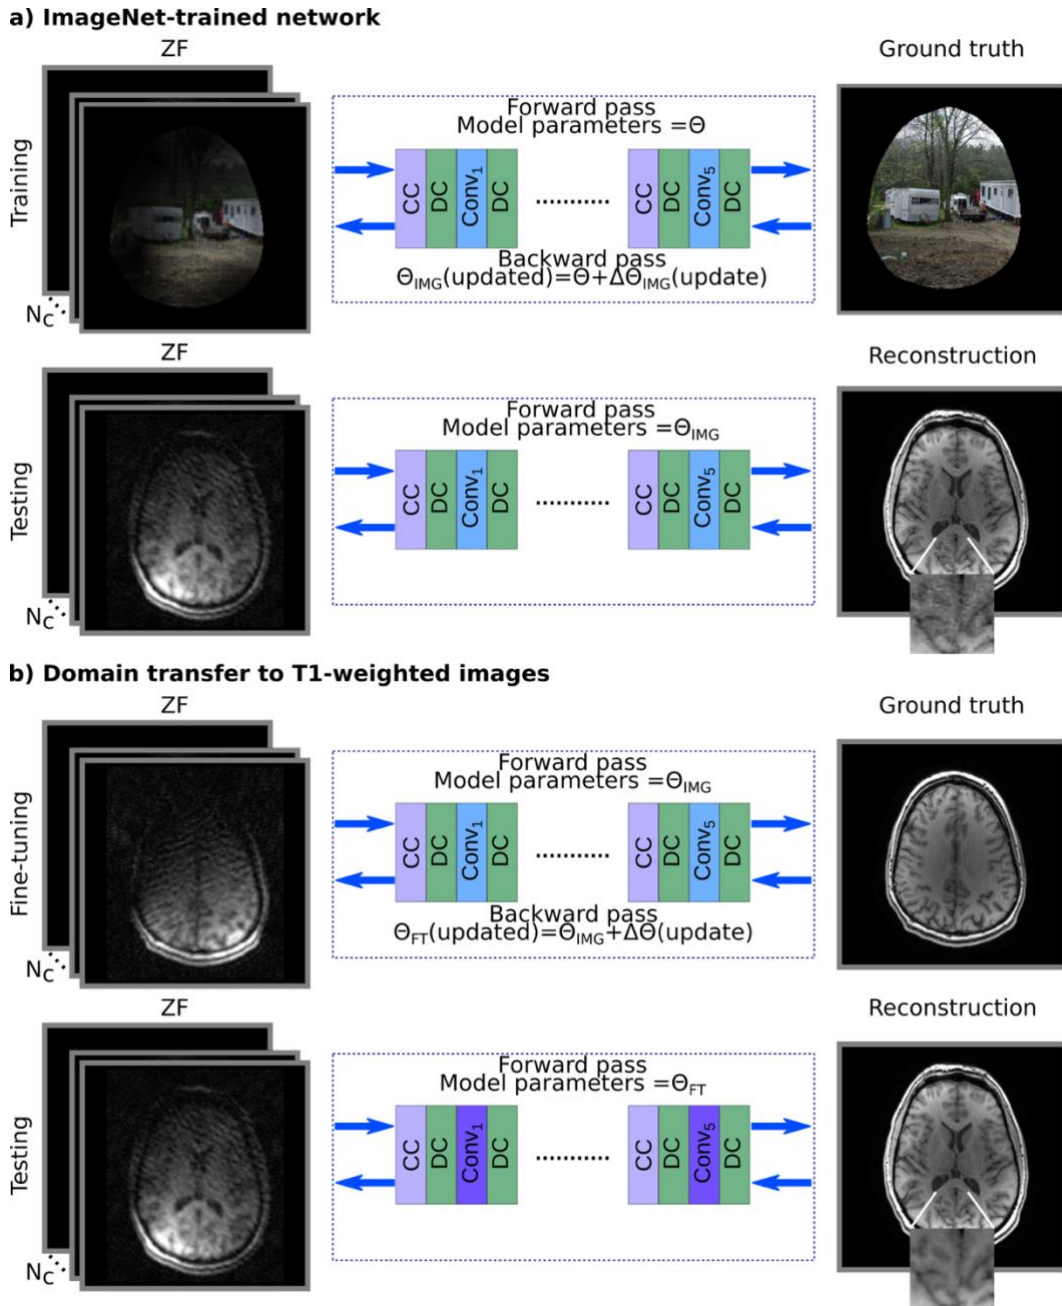 a) ImageNet-trained network
ZF
Ground truth
Training
Forward pass
Model parameters =Θ
CC
DC
Conv1
DC
...........
CC
DC
Conv5
DC
Backward pass
ΘIMG(updated)=Θ+ΔΘIMG(update)
NC
ZF
Reconstruction
Testing
Forward pass
Model parameters =ΘIMG
CC
DC
Conv1
DC
...........
CC
DC
Conv5
DC
NC
b) Domain transfer to T1-weighted images
ZF
Ground truth
Fine-tuning
Forward pass
Model parameters =ΘIMG
CC
DC
Conv1
DC
...........
CC
DC
Conv5
DC
Backward pass
ΘFT(updated)=ΘIMG+ΔΘ(update)
NC
ZF
Reconstruction
Testing
Forward pass
Model parameters =ΘFT
CC
DC
Conv1
DC
...........
CC
DC
Conv5
DC
NC